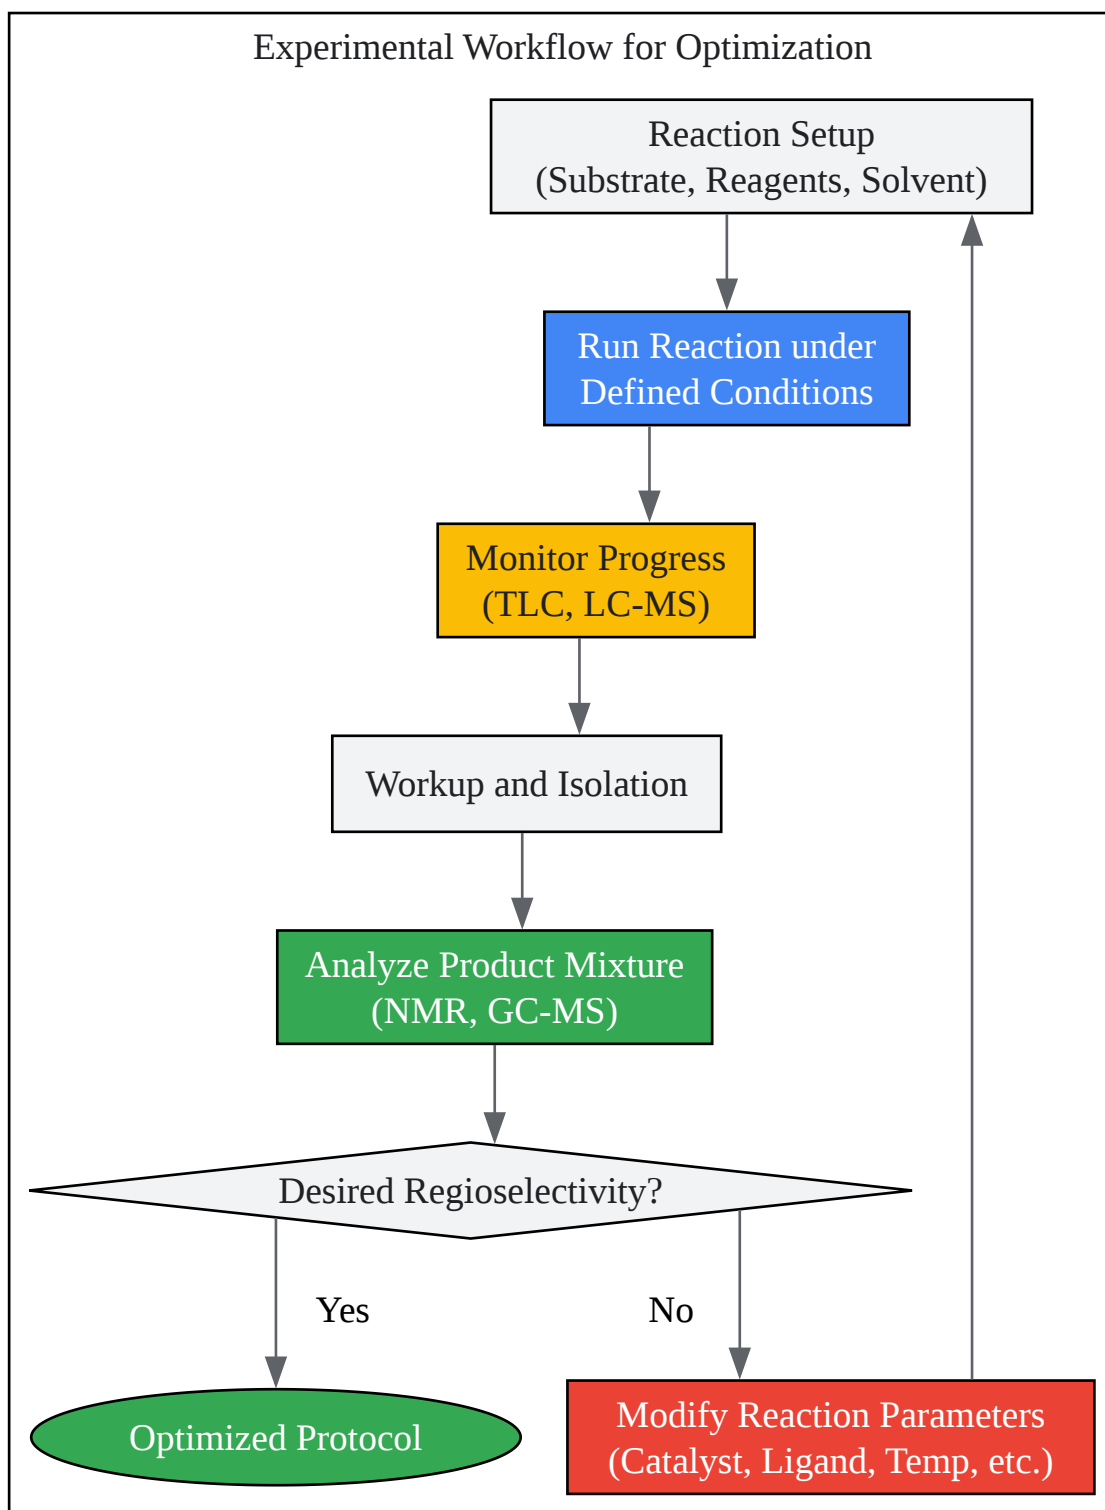 Experimental Workflow for Optimization
Reaction Setup
(Substrate, Reagents, Solvent)
Run Reaction under
Defined Conditions
Monitor Progress
(TLC, LC-MS)
Workup and Isolation
Analyze Product Mixture
(NMR, GC-MS)
Desired Regioselectivity?
Yes
No
Optimized Protocol
Modify Reaction Parameters
(Catalyst, Ligand, Temp, etc.)